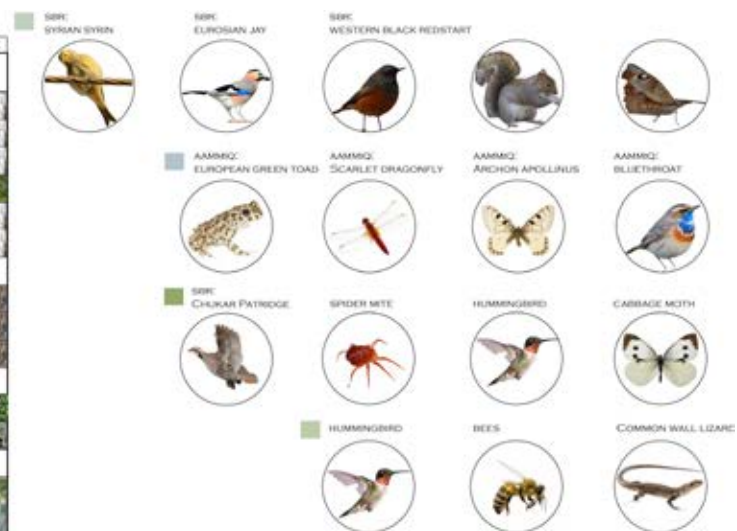 SBR:
SYRIAN SYRIN
SBR:
EUROSIAN JAY
SBR:
WESTERN BLACK REDSTART
AAMMIQ:
EUROPEAN GREEN TOAD
AAMMIQ:
SCARLET DRAGONFLY
AAMMIQ:
ARCHON APOLLINUS
AAMMIQ:
BLUETHROAT
SBR:
CHUKAR PATRIDGE
SPIDER MITE
HUMMINGBIRD
CABBAGE MOTH
HUMMINGBIRD
BEES
COMMON WALL LIZARD